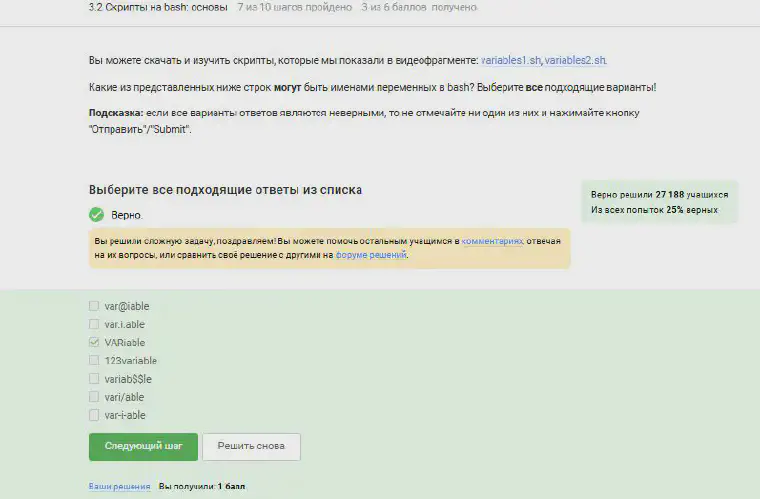 3.2 Скрипты на bash: основы 7 из 10 шагов пройдено 3 из 6 баллов получено
Вы можете скачать и изучить скрипты, которые мы показали в видеофрагменте: variables1.sh, variables2.sh.
Какие из представленных ниже строк могут быть именами переменных в bash? Выберите все подходящие варианты!
Подсказка: если все варианты ответов являются неверными, то не отмечайте ни один из них и нажимайте кнопку
"Отправить"/"Submit".
Выберите все подходящие ответы из списка
Верно.
Верно решили 27 188 учащихся
Из всех попыток 25% верных
Вы решили сложную задачу, поздравляем! Вы можете помочь остальным учащимся в комментариях, отвечая
на их вопросы, или сравнить своё решение с другими на форуме решений.
var@iable
var.i.able
VARiable
123variable
variab$$le
vari/able
var-i-able
Следующий шаг Решить снова
Ваши решения Вы получили: 1 балл